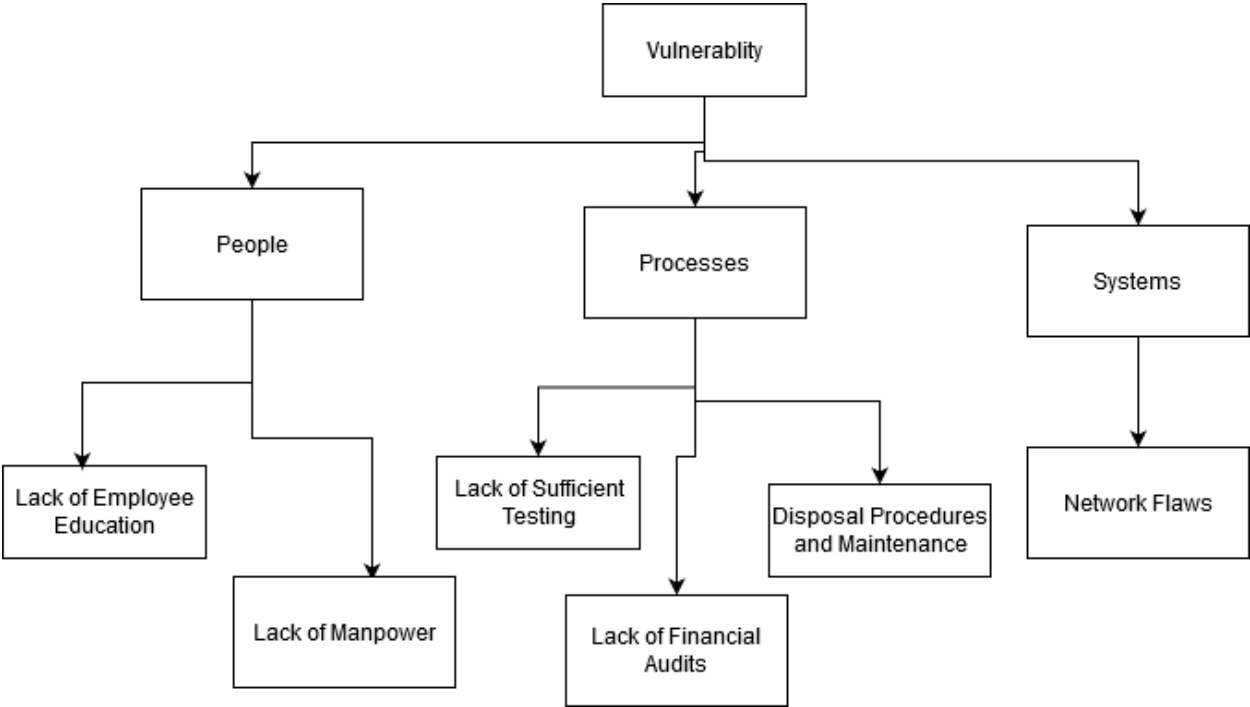 Vulnerablity
People
Processes
Systems
Lack of Employee
Education
Lack of Manpower
Lack of Sufficient
Testing
Lack of Financial
Audits
Disposal Procedures
and Maintenance
Network Flaws